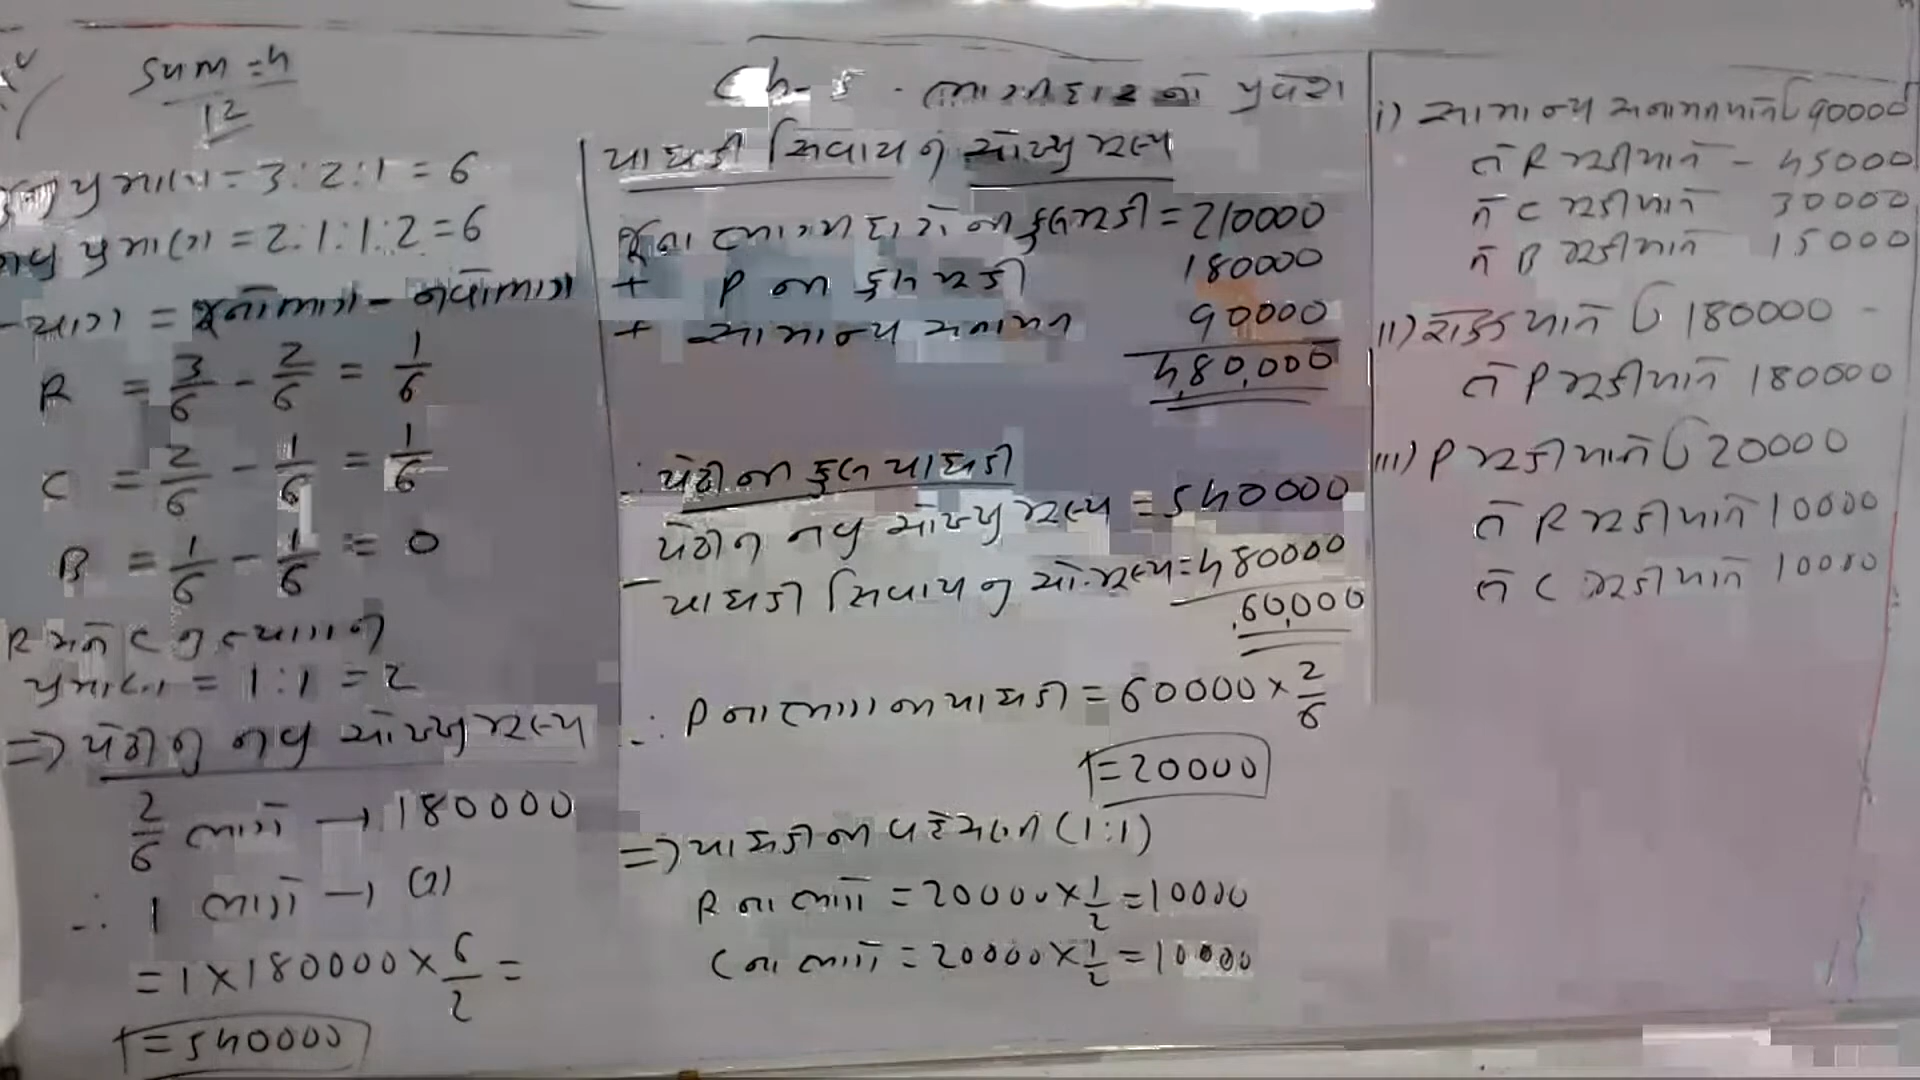 Sum = 4
12
પ્રમાણ = 3:2:1 = 6
નવું પ્રમાણ = 2:1:1:2 = 6
ત્યાગ = જૂનો ભાગ - નવો ભાગ
R = 3/6 - 2/6 = 1/6
C = 2/6 - 1/6 = 1/6
B = 1/6 - 1/6 = 0
R અને C નું ત્યાગનું
પ્રમાણ = 1:1 = 2
=> પેઢીનું નવું યોખ્ખુ મૂલ્ય
2/6 ભાગે → 180000
∴ 1 ભાગે → (?)
= 1 × 180000 × 6/2 =
= 540000
Ch-5. ભાગીદારનો પ્રવેશ
પાઘડી સિવાયનું ચોખ્ખુ મૂલ્ય
જૂના ભાગીદારોની કુલ મૂડી = 210000
+ P ની કુલ મૂડી 180000
+ સામાન્ય અનામત 90000
4,80,000
∴ પેઢીની કુલ પાઘડી
પેઢીનું નવું ચોખ્ખુ મૂલ્ય = 540000
- પાઘડી સિવાયનું ચો. મૂલ્ય = 480000
60,000
∴ P ના ભાગની પાઘડી = 60000 × 2/6
= 20000
=> પાઘડીની વહેંચણી (1:1)
R નો ભાગ = 20000 × 1/2 = 10000
C નો ભાગ = 20000 × 1/2 = 10000
i) સામાન્ય અનામત ખાતે ઉ 90000
તે R મૂડી ખાતે - 45000
તે C મૂડી ખાતે 30000
તે B મૂડી ખાતે 15000
ii) રોકડ ખાતે ઉ 180000 -
તે P મૂડી ખાતે 180000
iii) P મૂડી ખાતે ઉ 20000
તે R મૂડી ખાતે 10000
તે C મૂડી ખાતે 10000